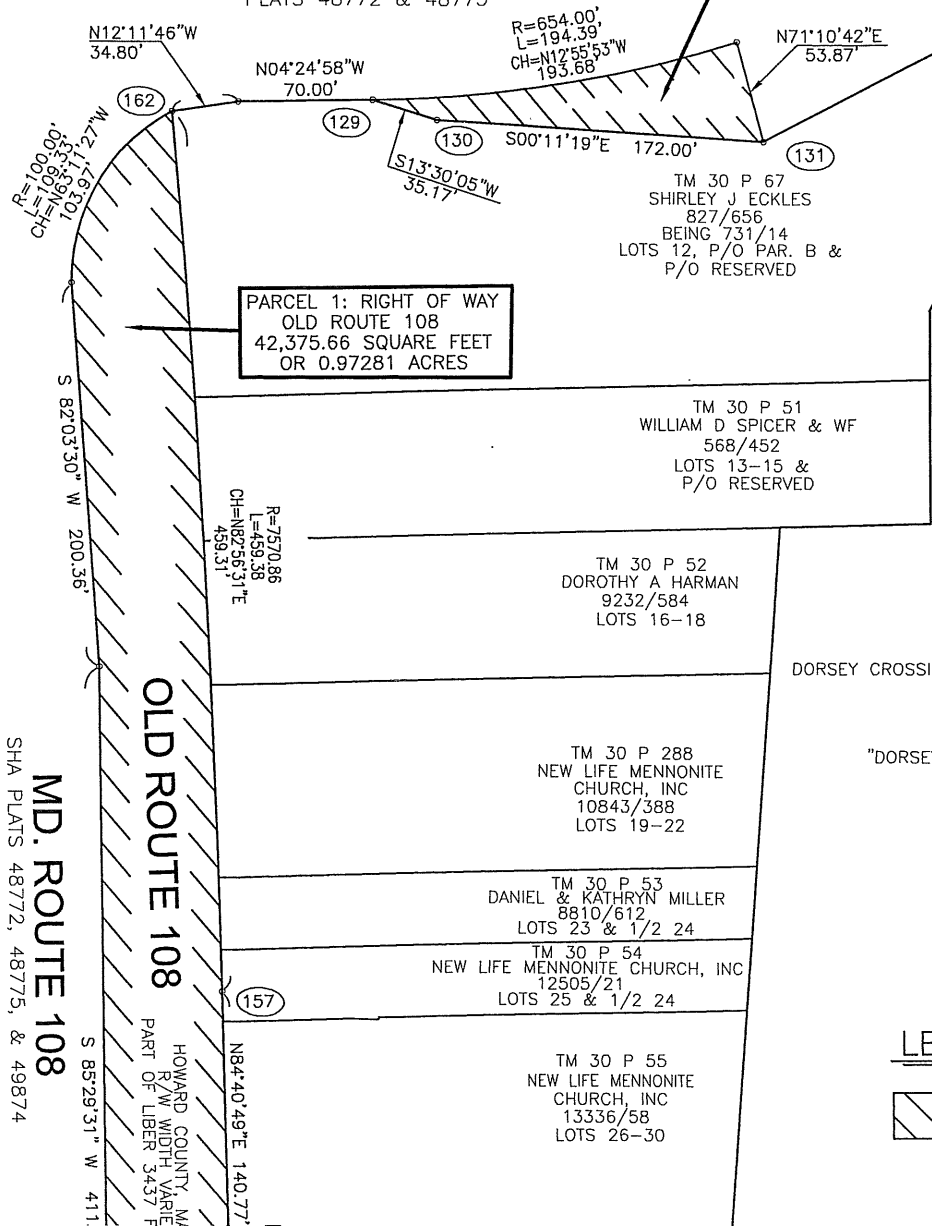 PLATS 48772 & 48775
N12°11'46"W
34.80'
N04°24'58"W
70.00'
R=654.00'
L=194.39'
CH=N12°55'53"W
193.68'
N71°10'42"E
53.87'
162
129
130
131
S00°11'19"E 172.00'
S13°30'05"W
35.17'
R=100.00'
L=109.33'
CH=N63°11'27"W
103.97'
TM 30 P 67
SHIRLEY J ECKLES
827/656
BEING 731/14
LOTS 12, P/O PAR. B &
P/O RESERVED
PARCEL 1: RIGHT OF WAY
OLD ROUTE 108
42,375.66 SQUARE FEET
OR 0.97281 ACRES
S 82°03'30" W 200.36'
TM 30 P 51
WILLIAM D SPICER & WF
568/452
LOTS 13-15 &
P/O RESERVED
R=7570.86
L=459.38
CH=N82°56'31"E
459.31'
TM 30 P 52
DOROTHY A HARMAN
9232/584
LOTS 16-18
DORSEY CROSSI
"DORSE
OLD ROUTE 108
TM 30 P 288
NEW LIFE MENNONITE
CHURCH, INC
10843/388
LOTS 19-22
MD. ROUTE 108
SHA PLATS 48772, 48775, & 49874
TM 30 P 53
DANIEL & KATHRYN MILLER
8810/612
LOTS 23 & 1/2 24
TM 30 P 54
NEW LIFE MENNONITE CHURCH, INC
12505/21
LOTS 25 & 1/2 24
157
HOWARD COUNTY, MA
R/W WIDTH VARIE
PART OF LIBER 3437 F
N84°40'49"E 140.77'
S 85°29'31" W 411.
TM 30 P 55
NEW LIFE MENNONITE
CHURCH, INC
13336/58
LOTS 26-30
LE